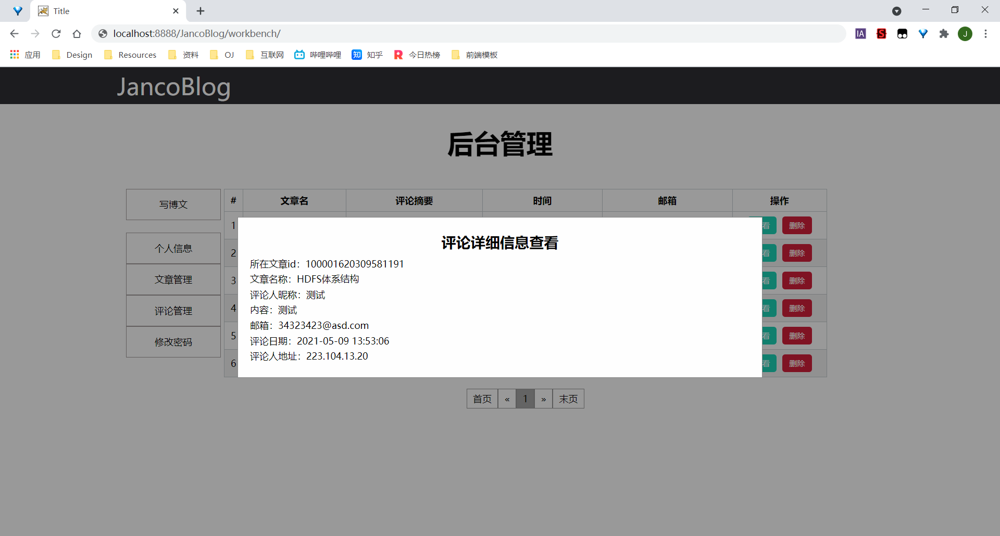 Title
localhost:8888/JancoBlog/workbench/
IA
S
J
应用
Design
Resources
资料
OJ
互联网
哔哩哔哩
知
知乎
R
今日热榜
前端模板
JancoBlog
后台管理
写博文
个人信息
文章管理
评论管理
修改密码
# 文章名 评论摘要 时间 邮箱 操作
1 看 删除
2 看 删除
3 看 删除
4 看 删除
5 看 删除
6 看 删除
评论详细信息查看
所在文章id：100001620309581191
文章名称：HDFS体系结构
评论人昵称：测试
内容：测试
邮箱：34323423@asd.com
评论日期：2021-05-09 13:53:06
评论人地址：223.104.13.20
首页 « 1 » 末页